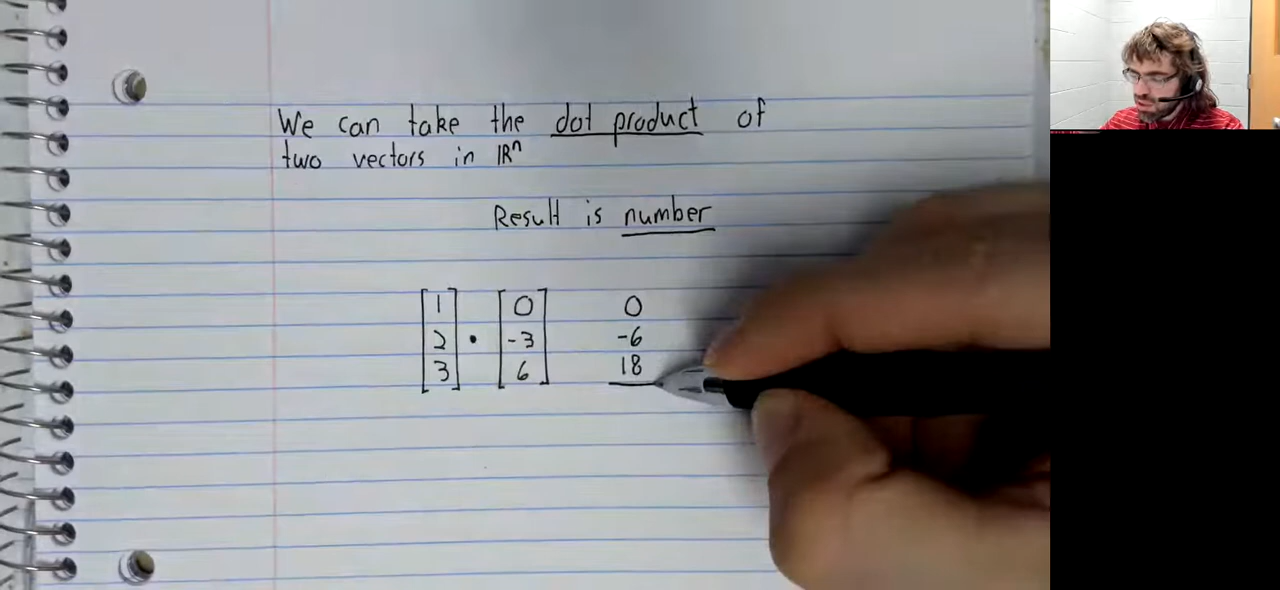 We can take the dot product of
two vectors in ℝⁿ
Result is number
1 0 0
2 • -3 -6
3 6 18